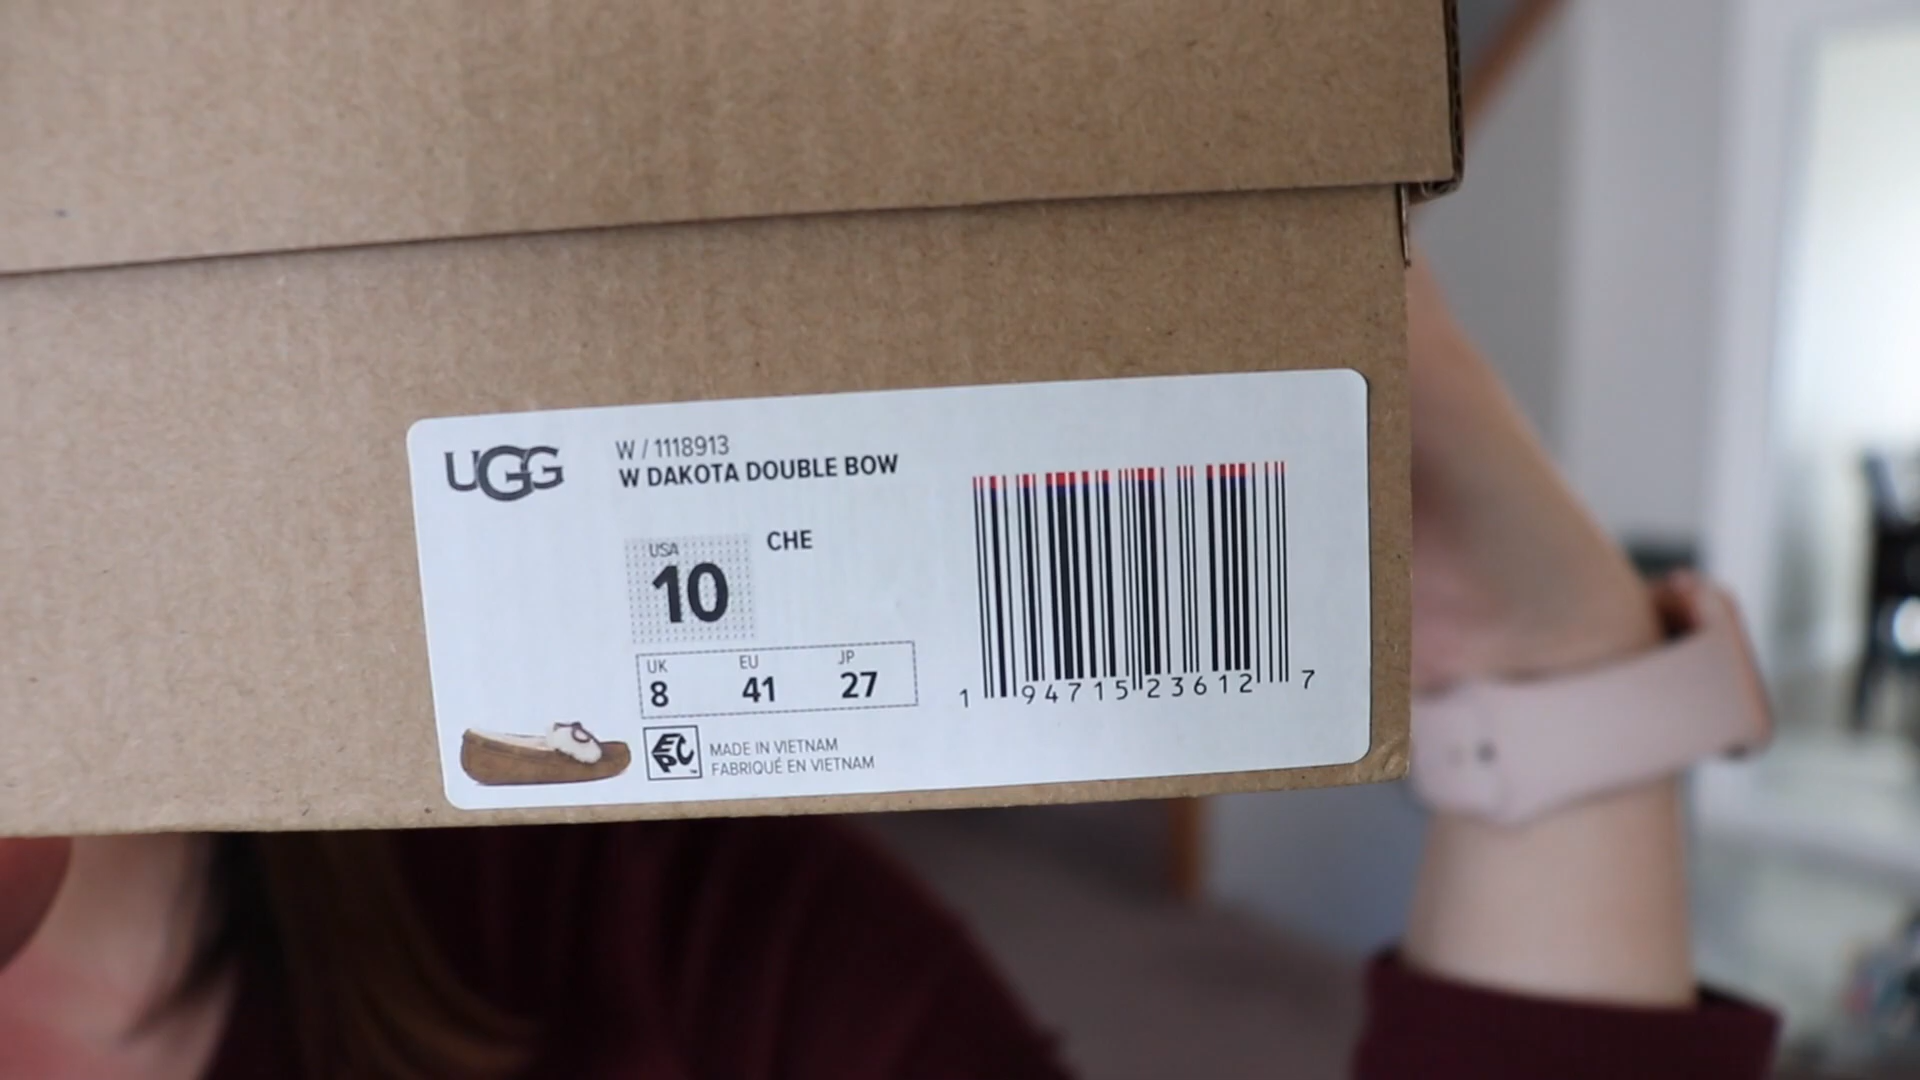 UGG
W / 1118913
W DAKOTA DOUBLE BOW
USA
10
CHE
UK EU JP
8 41 27
1 94715 23612 7
EPC™
MADE IN VIETNAM
FABRIQUÉ EN VIETNAM